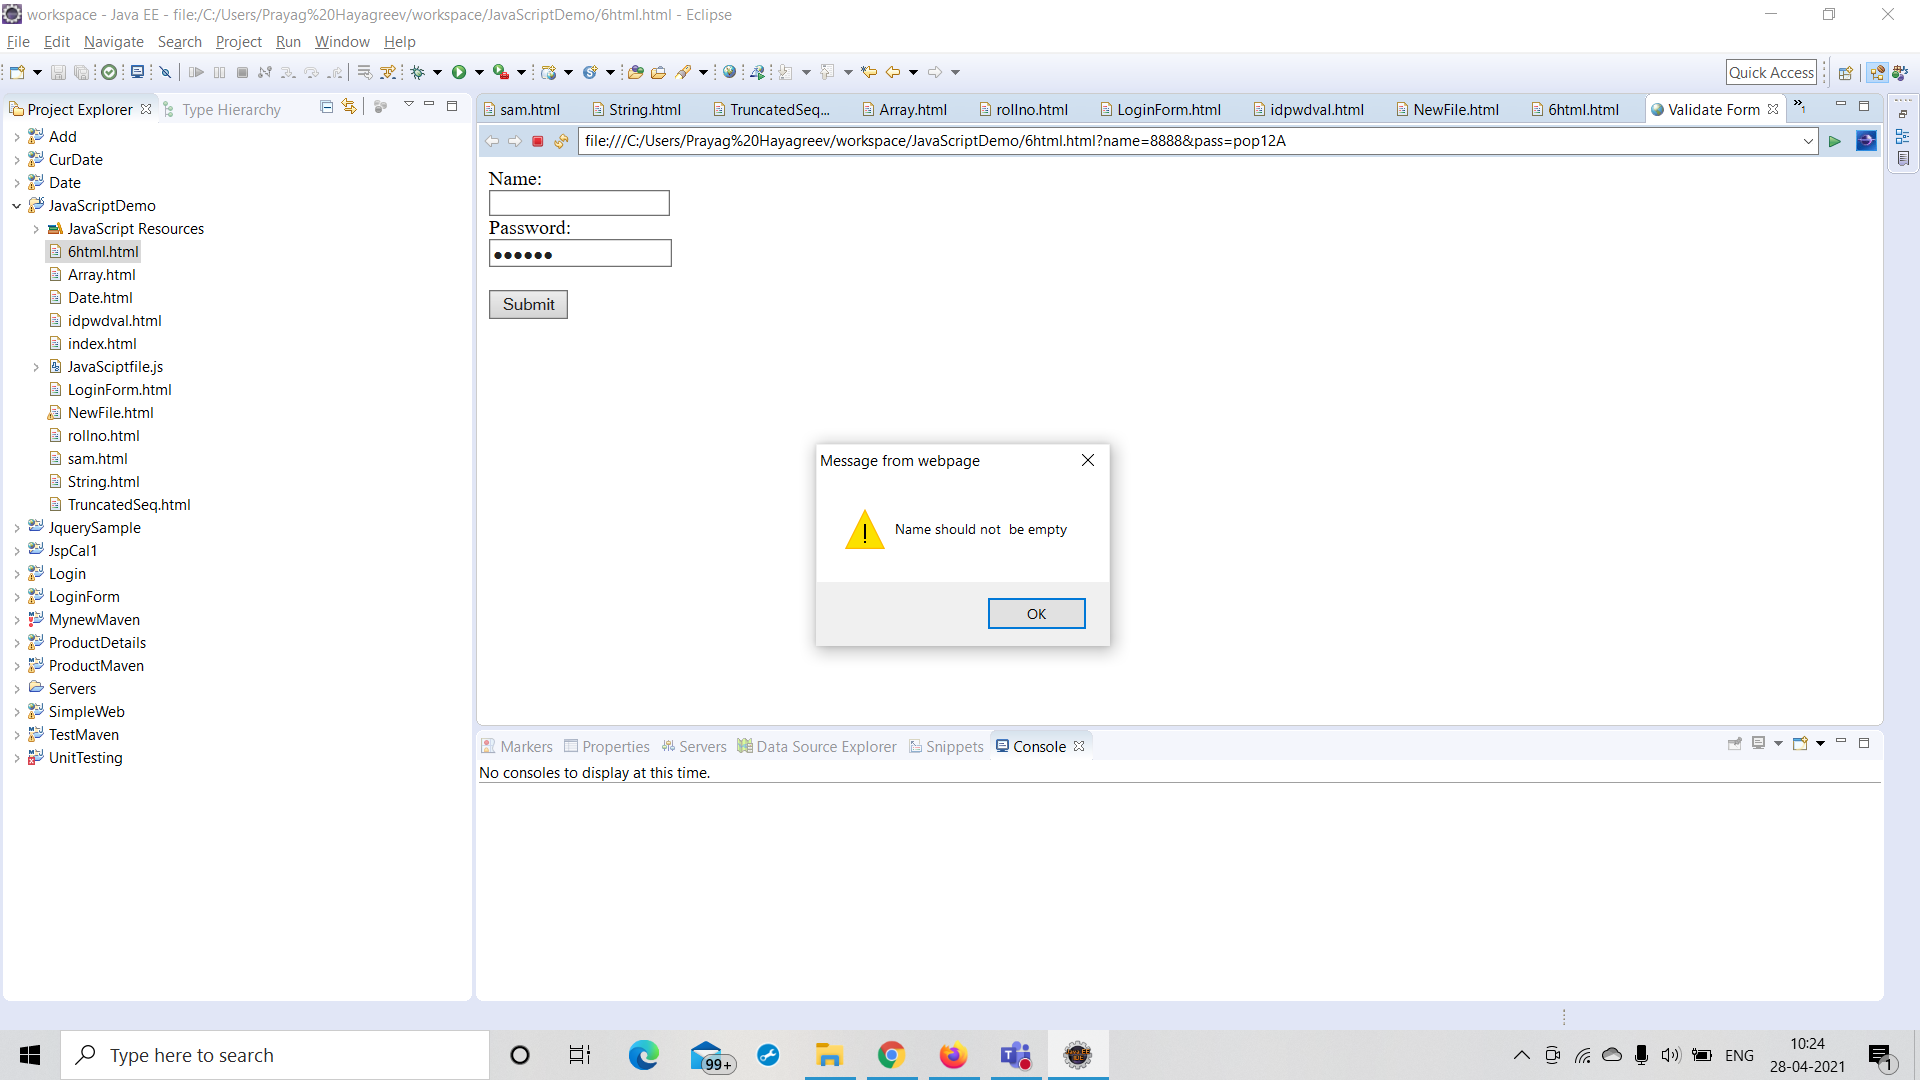 workspace - Java EE - file:/C:/Users/Prayag%20Hayagreev/workspace/JavaScriptDemo/6html.html - Eclipse
File Edit Navigate Search Project Run Window Help
Quick Access
Project Explorer Type Hierarchy
Add
CurDate
Date
JavaScriptDemo
JavaScript Resources
6html.html
Array.html
Date.html
idpwdval.html
index.html
JavaSciptfile.js
LoginForm.html
NewFile.html
rollno.html
sam.html
String.html
TruncatedSeq.html
JquerySample
JspCal1
Login
LoginForm
MynewMaven
ProductDetails
ProductMaven
Servers
SimpleWeb
TestMaven
UnitTesting
sam.html String.html TruncatedSeq... Array.html rollno.html LoginForm.html idpwdval.html NewFile.html 6html.html Validate Form »1
file:///C:/Users/Prayag%20Hayagreev/workspace/JavaScriptDemo/6html.html?name=8888&pass=pop12A
Name:
Password:
Submit
Message from webpage
Name should not  be empty
OK
Markers Properties Servers Data Source Explorer Snippets Console
No consoles to display at this time.
Type here to search
99+
ENG
10:24
28-04-2021
1